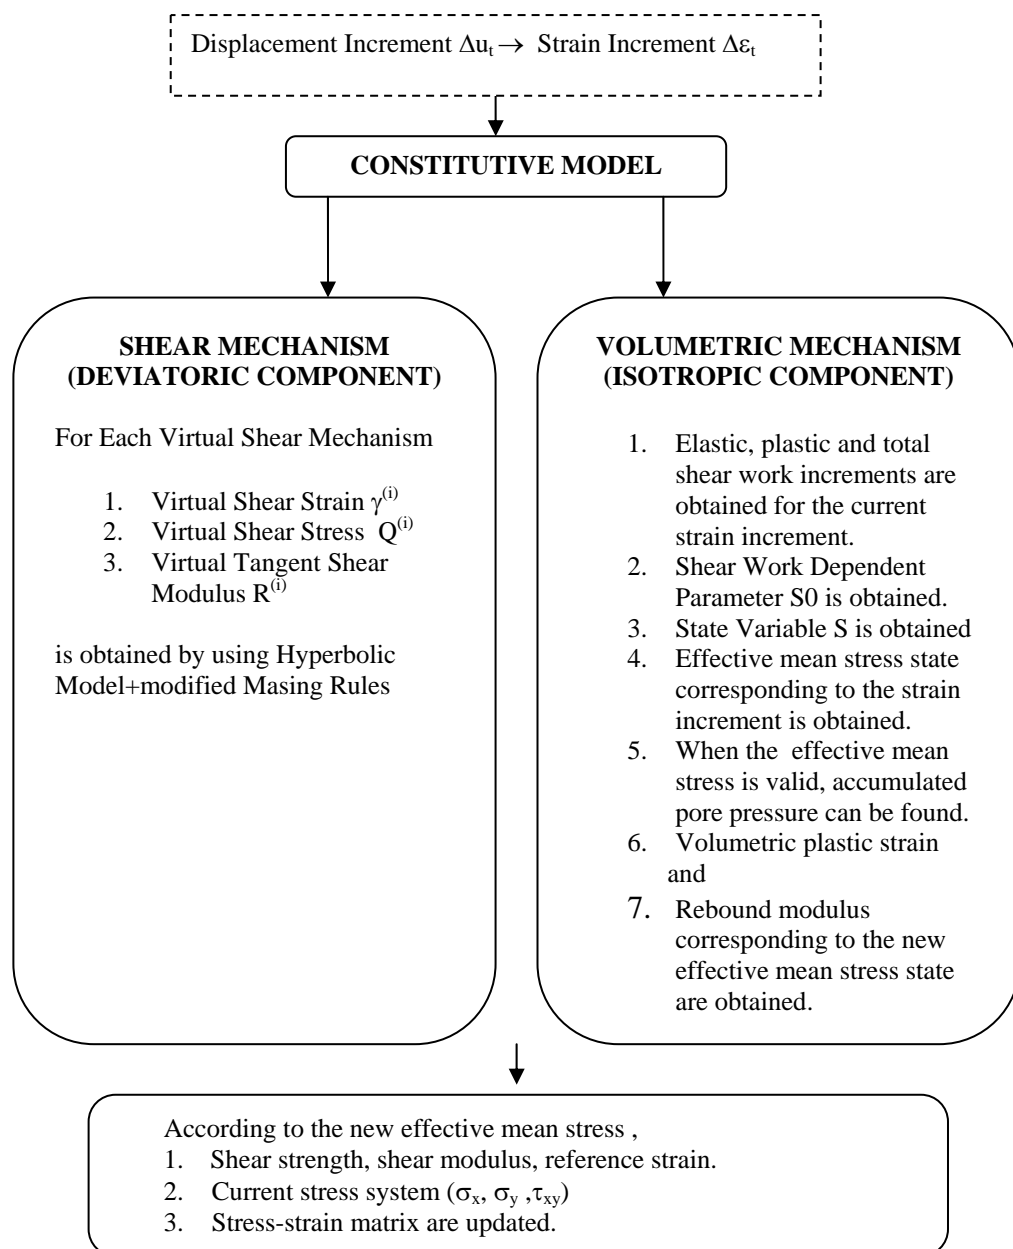 Displacement Increment Δuₜ → Strain Increment Δεₜ
CONSTITUTIVE MODEL
SHEAR MECHANISM
(DEVIATORIC COMPONENT)
For Each Virtual Shear Mechanism
1. Virtual Shear Strain γ⁽ⁱ⁾
2. Virtual Shear Stress Q⁽ⁱ⁾
3. Virtual Tangent Shear
Modulus R⁽ⁱ⁾
is obtained by using Hyperbolic
Model+modified Masing Rules
VOLUMETRIC MECHANISM
(ISOTROPIC COMPONENT)
1. Elastic, plastic and total
shear work increments are
obtained for the current
strain increment.
2. Shear Work Dependent
Parameter S0 is obtained.
3. State Variable S is obtained
4. Effective mean stress state
corresponding to the strain
increment is obtained.
5. When the effective mean
stress is valid, accumulated
pore pressure can be found.
6. Volumetric plastic strain
and
7. Rebound modulus
corresponding to the new
effective mean stress state
are obtained.
According to the new effective mean stress ,
1. Shear strength, shear modulus, reference strain.
2. Current stress system (σₓ, σᵧ ,τₓᵧ)
3. Stress-strain matrix are updated.